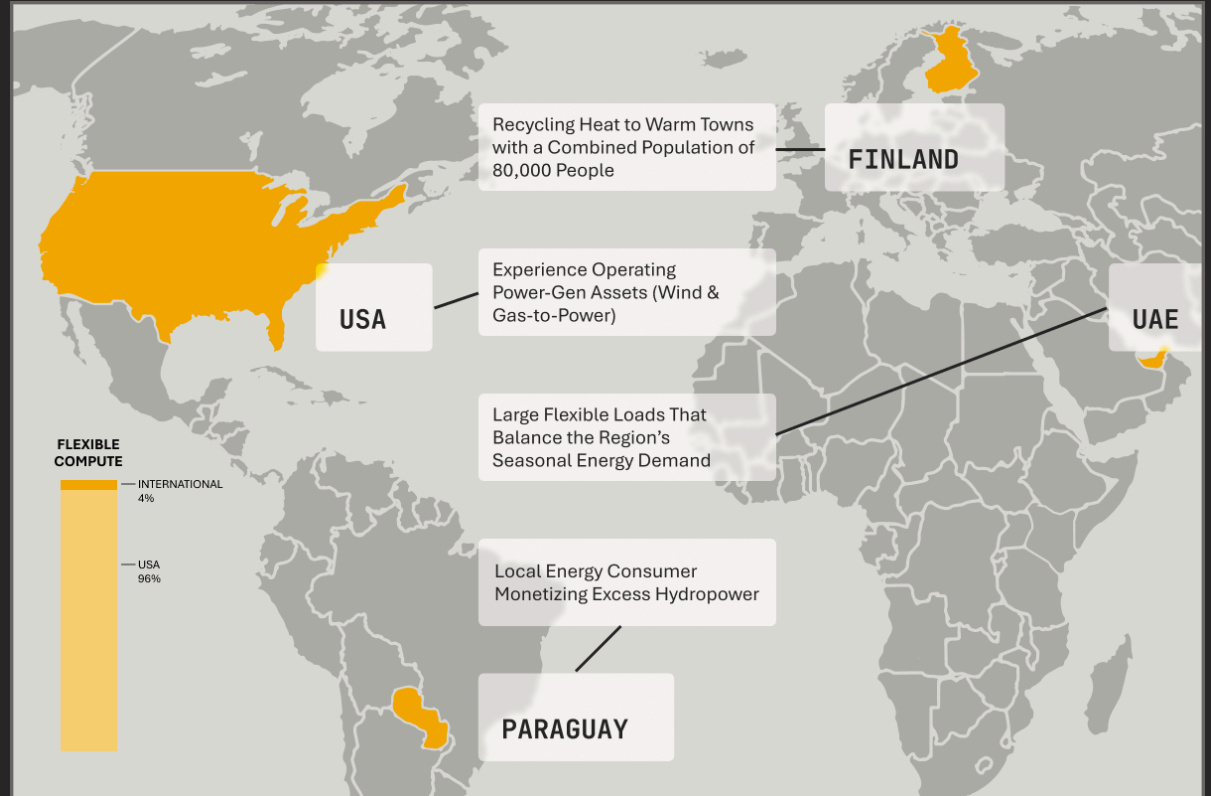 Recycling Heat to Warm Towns
with a Combined Population of
80,000 People
FINLAND
Experience Operating
Power-Gen Assets (Wind &
Gas-to-Power)
USA
UAE
Large Flexible Loads That
Balance the Region’s
Seasonal Energy Demand
FLEXIBLE
COMPUTE
INTERNATIONAL
4%
USA
96%
Local Energy Consumer
Monetizing Excess Hydropower
PARAGUAY